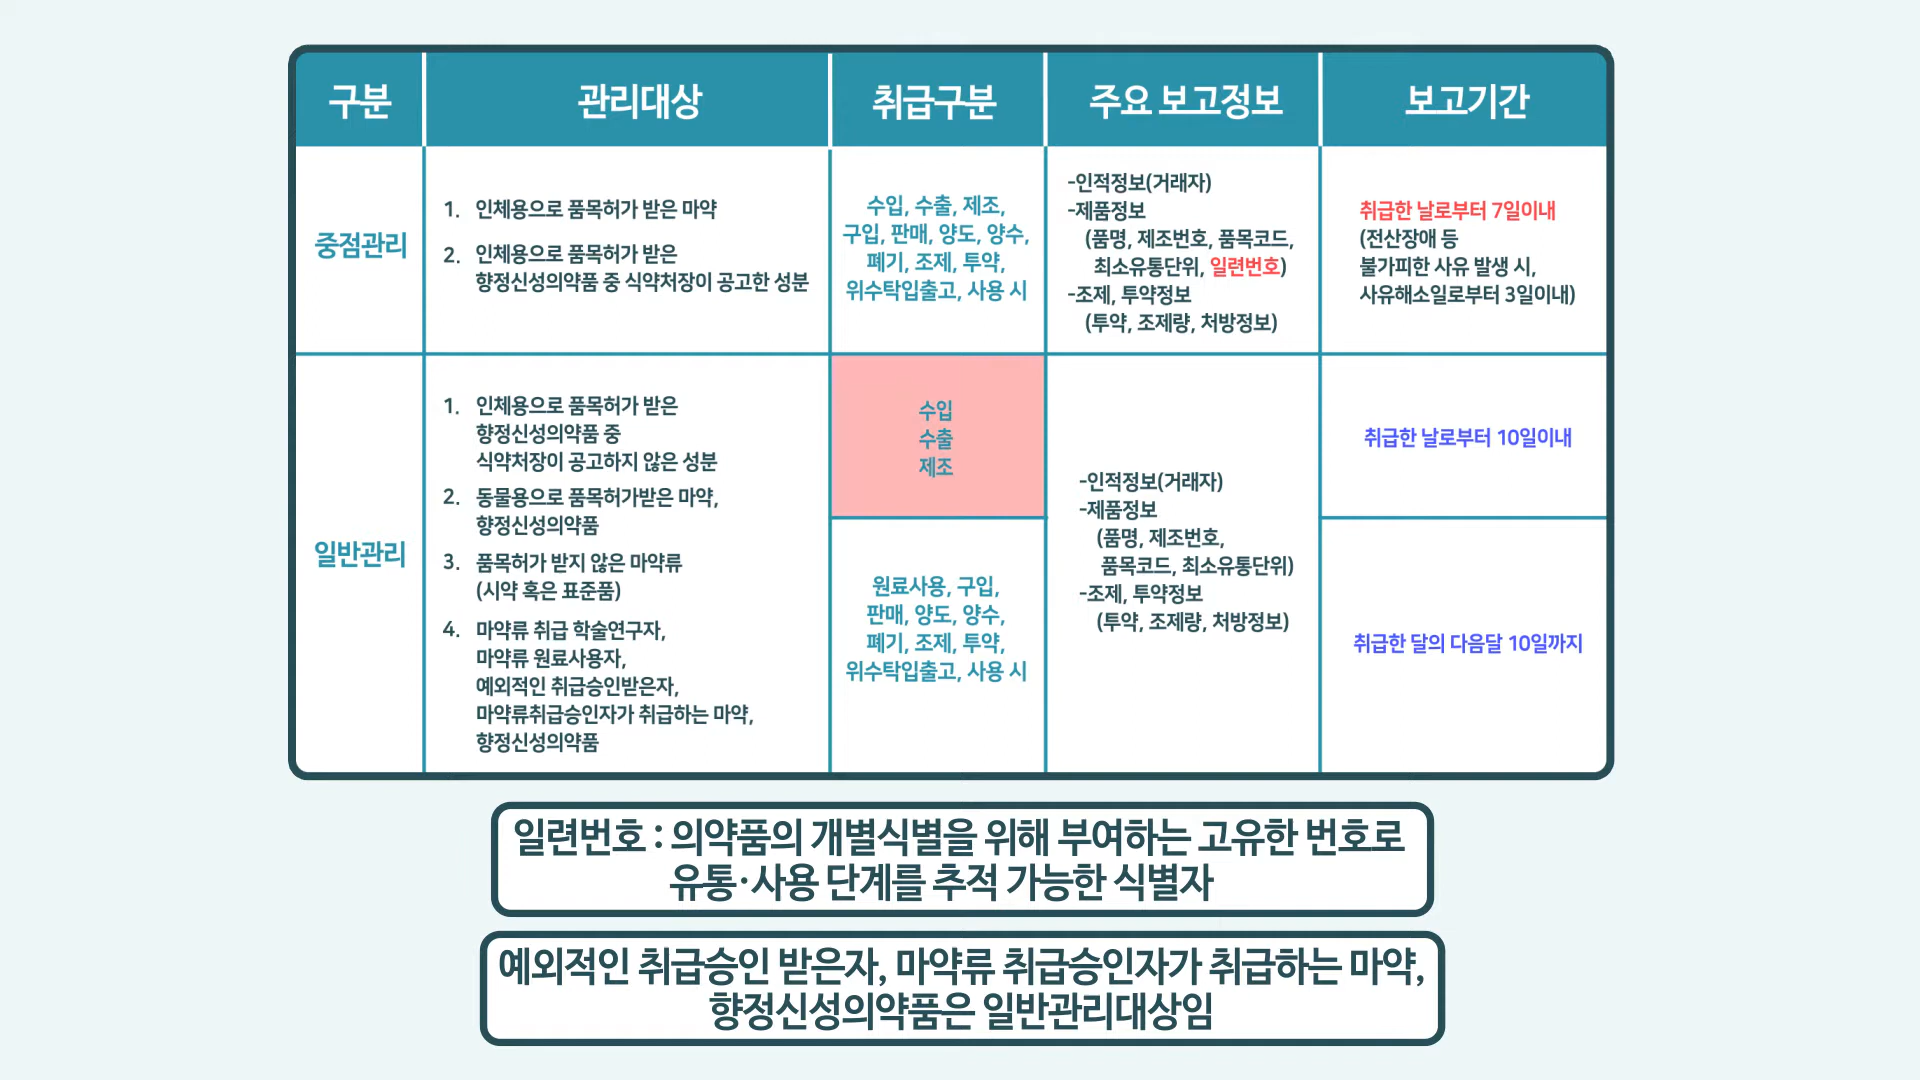 구분
관리대상
취급구분
주요 보고정보
보고기간
중점관리
1. 인체용으로 품목허가 받은 마약
2. 인체용으로 품목허가 받은
향정신성의약품 중 식약처장이 공고한 성분
수입, 수출, 제조,
구입, 판매, 양도, 양수,
폐기, 조제, 투약,
위수탁입출고, 사용 시
-인적정보(거래자)
-제품정보
(품명, 제조번호, 품목코드,
최소유통단위, 일련번호)
-조제, 투약정보
(투약, 조제량, 처방정보)
취급한 날로부터 7일이내
(전산장애 등
불가피한 사유 발생 시,
사유해소일로부터 3일이내)
일반관리
1. 인체용으로 품목허가 받은
향정신성의약품 중
식약처장이 공고하지 않은 성분
2. 동물용으로 품목허가받은 마약,
향정신성의약품
3. 품목허가 받지 않은 마약류
(시약 혹은 표준품)
4. 마약류 취급 학술연구자,
마약류 원료사용자,
예외적인 취급승인받은자,
마약류취급승인자가 취급하는 마약,
향정신성의약품
수입
수출
제조
원료사용, 구입,
판매, 양도, 양수,
폐기, 조제, 투약,
위수탁입출고, 사용 시
-인적정보(거래자)
-제품정보
(품명, 제조번호,
품목코드, 최소유통단위)
-조제, 투약정보
(투약, 조제량, 처방정보)
취급한 날로부터 10일이내
취급한 달의 다음달 10일까지
일련번호 : 의약품의 개별식별을 위해 부여하는 고유한 번호로
유통·사용 단계를 추적 가능한 식별자
예외적인 취급승인 받은자, 마약류 취급승인자가 취급하는 마약,
향정신성의약품은 일반관리대상임